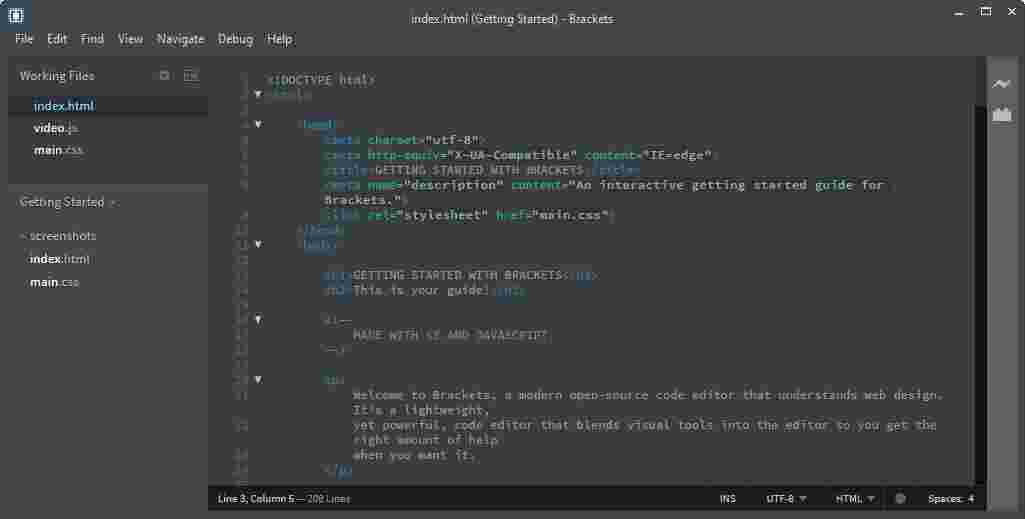 index.html (Getting Started) - Brackets
File Edit Find View Navigate Debug Help
Working Files
index.html
video.js
main.css
Getting Started
screenshots
index.html
main.css
<!DOCTYPE html>
<head>
<meta charset="utf-8">
<meta http-equiv="X-UA-Compatible" content="IE=edge">
<title>GETTING STARTED WITH BRACKETS</title>
<meta name="description" content="An interactive getting started guide for
Brackets.">
<link rel="stylesheet" href="main.css">
</head>
<body>
GETTING STARTED WITH BRACKETS
This is your guide!
<!--
MADE WITH AND JAVASCRIPT
-->
<p>
Welcome to Brackets, a modern open-source code editor that understands web design.
It's a lightweight,
yet powerful, code editor that blends visual tools into the editor so you get the
right amount of help
when you want it.
</p>
Line 3, Column 5 — 208 Lines
INS UTF-8 HTML Spaces: 4